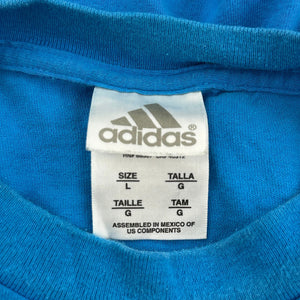 adidas®
SIZE TALLA
L G
TAILLE TAM
G G
ASSEMBLED IN MEXICO OF
US COMPONENTS